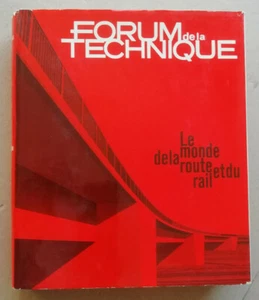 FORUM de la
TECHNIQUE
Le
monde
de la route et du
rail